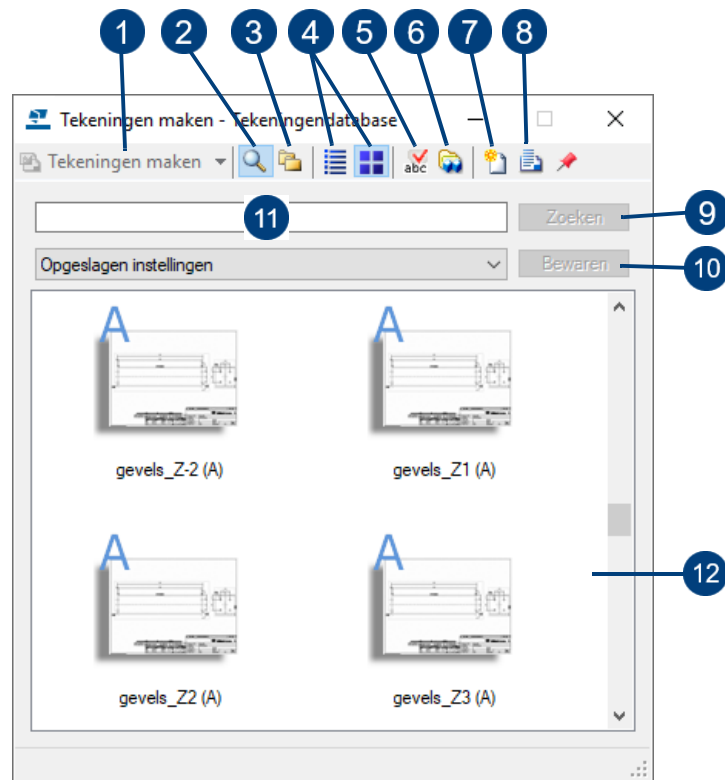 1 2 3 4 5 6 7 8
Tekeningen maken - Tekeningendatabase
Tekeningen maken
abc
11
Zoeken
9
Opgeslagen instellingen
Bewaren
10
A
A
gevels_Z-2 (A)
gevels_Z1 (A)
A
A
12
gevels_Z2 (A)
gevels_Z3 (A)